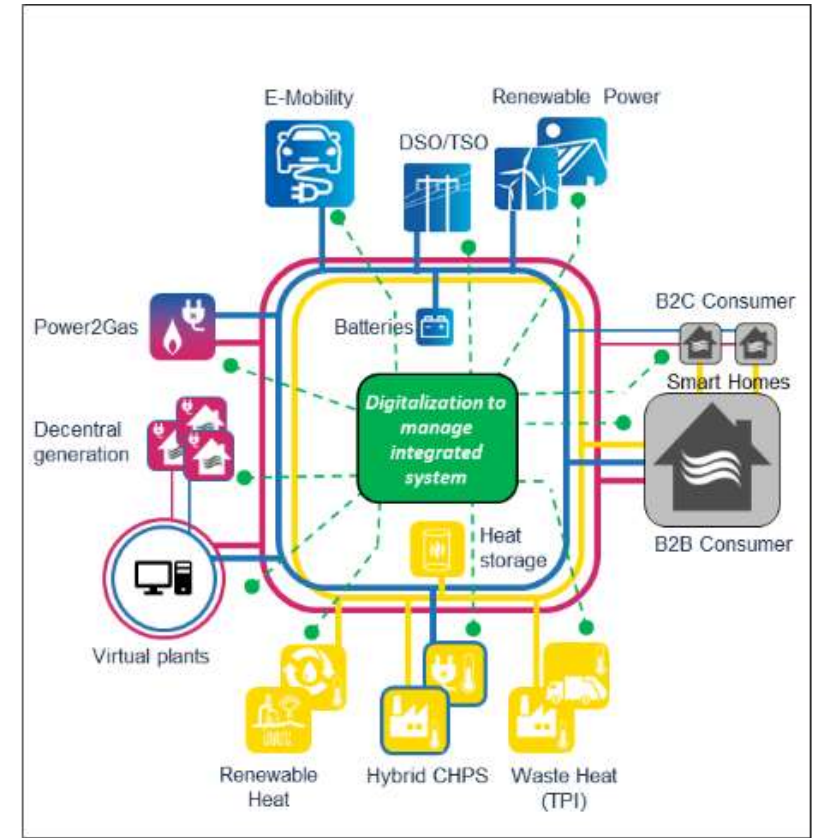 E-Mobility
Renewable Power
DSO/TSO
B2C Consumer
Power2Gas
Batteries
Smart Homes
Digitalization to
manage
integrated
system
Decentral
generation
Heat
storage
B2B Consumer
Virtual plants
Renewable
Heat
Hybrid CHPS
Waste Heat
(TPI)